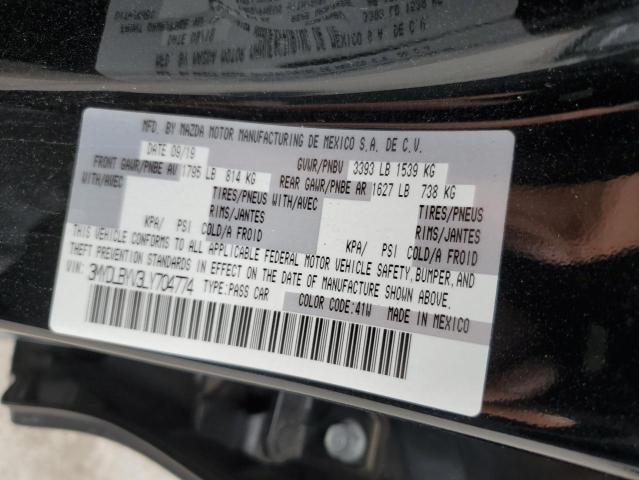 MFD. BY MAZDA MOTOR MANUFACTURING DE MEXICO S.A. DE C.V.
DATE 09/19 GVWR/PNBV 3393 LB 1539 KG
FRONT GAWR/PNBE AV 1795 LB 814 KG REAR GAWR/PNBE AR 1627 LB 738 KG
WITH/AVEC TIRES/PNEUS WITH/AVEC TIRES/PNEUS
RIMS/JANTES RIMS/JANTES
KPA/ PSI COLD/A FROID KPA/ PSI COLD/A FROID
THIS VEHICLE CONFORMS TO ALL APPLICABLE FEDERAL MOTOR VEHICLE SAFETY, BUMPER, AND
THEFT PREVENTION STANDARDS IN EFFECT ON THE DATE OF MANUFACTURE SHOWN ABOVE.
VIN: 3MVDLBYV3LY704774 TYPE:PASS CAR COLOR CODE:41W MADE IN MEXICO